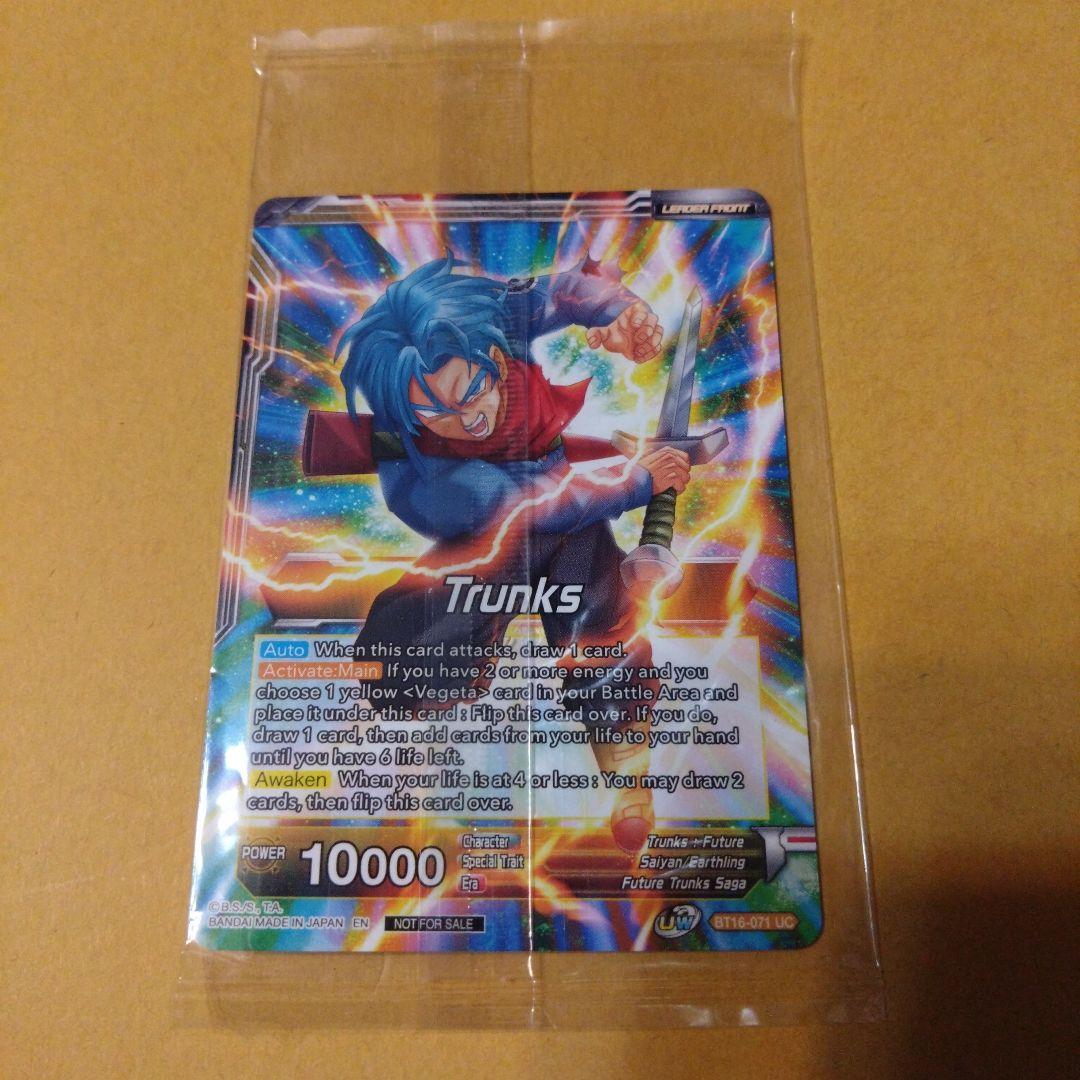 LEADER FRONT
Trunks
Auto When this card attacks, draw 1 card.
Activate:Main If you have 2 or more energy and you
choose 1 yellow <Vegeta> card in your Battle Area and
place it under this card : Flip this card over. If you do,
draw 1 card, then add cards from your life to your hand
until you have 6 life left.
Awaken When your life is at 4 or less : You may draw 2
cards, then flip this card over.
POWER 10000
Character Trunks : Future
Special Trait Saiyan/Earthling
Era Future Trunks Saga
©B.S./S., T.A.
BANDAI MADE IN JAPAN EN NOT FOR SALE UW BT16-071 UC